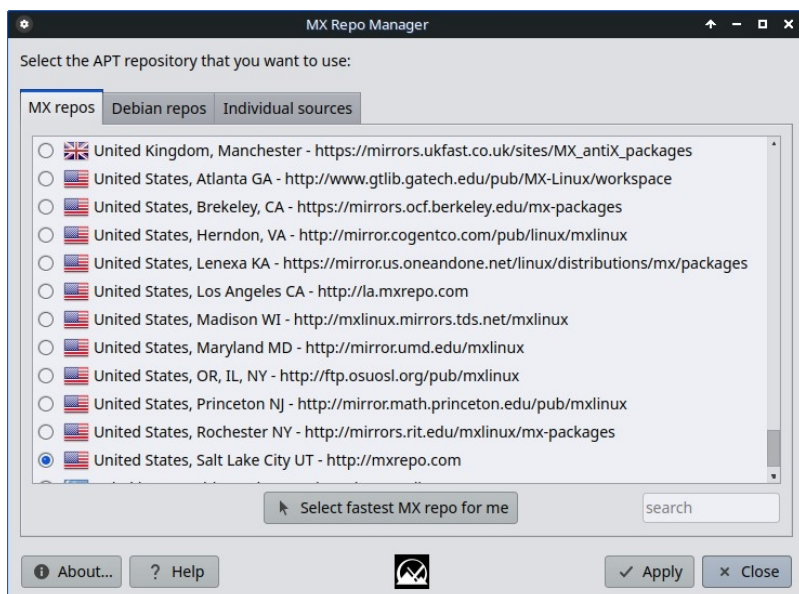 MX Repo Manager
Select the APT repository that you want to use:
MX repos Debian repos Individual sources
United Kingdom, Manchester - https://mirrors.ukfast.co.uk/sites/MX_antiX_packages
United States, Atlanta GA - http://www.gtlib.gatech.edu/pub/MX-Linux/workspace
United States, Brekeley, CA - https://mirrors.ocf.berkeley.edu/mx-packages
United States, Herndon, VA - http://mirror.cogentco.com/pub/linux/mxlinux
United States, Lenexa KA - https://mirror.us.oneandone.net/linux/distributions/mx/packages
United States, Los Angeles CA - http://la.mxrepo.com
United States, Madison WI - http://mxlinux.mirrors.tds.net/mxlinux
United States, Maryland MD - http://mirror.umd.edu/mxlinux
United States, OR, IL, NY - http://ftp.osuosl.org/pub/mxlinux
United States, Princeton NJ - http://mirror.math.princeton.edu/pub/mxlinux
United States, Rochester NY - http://mirrors.rit.edu/mxlinux/mx-packages
United States, Salt Lake City UT - http://mxrepo.com
Select fastest MX repo for me search
About... ? Help Apply Close